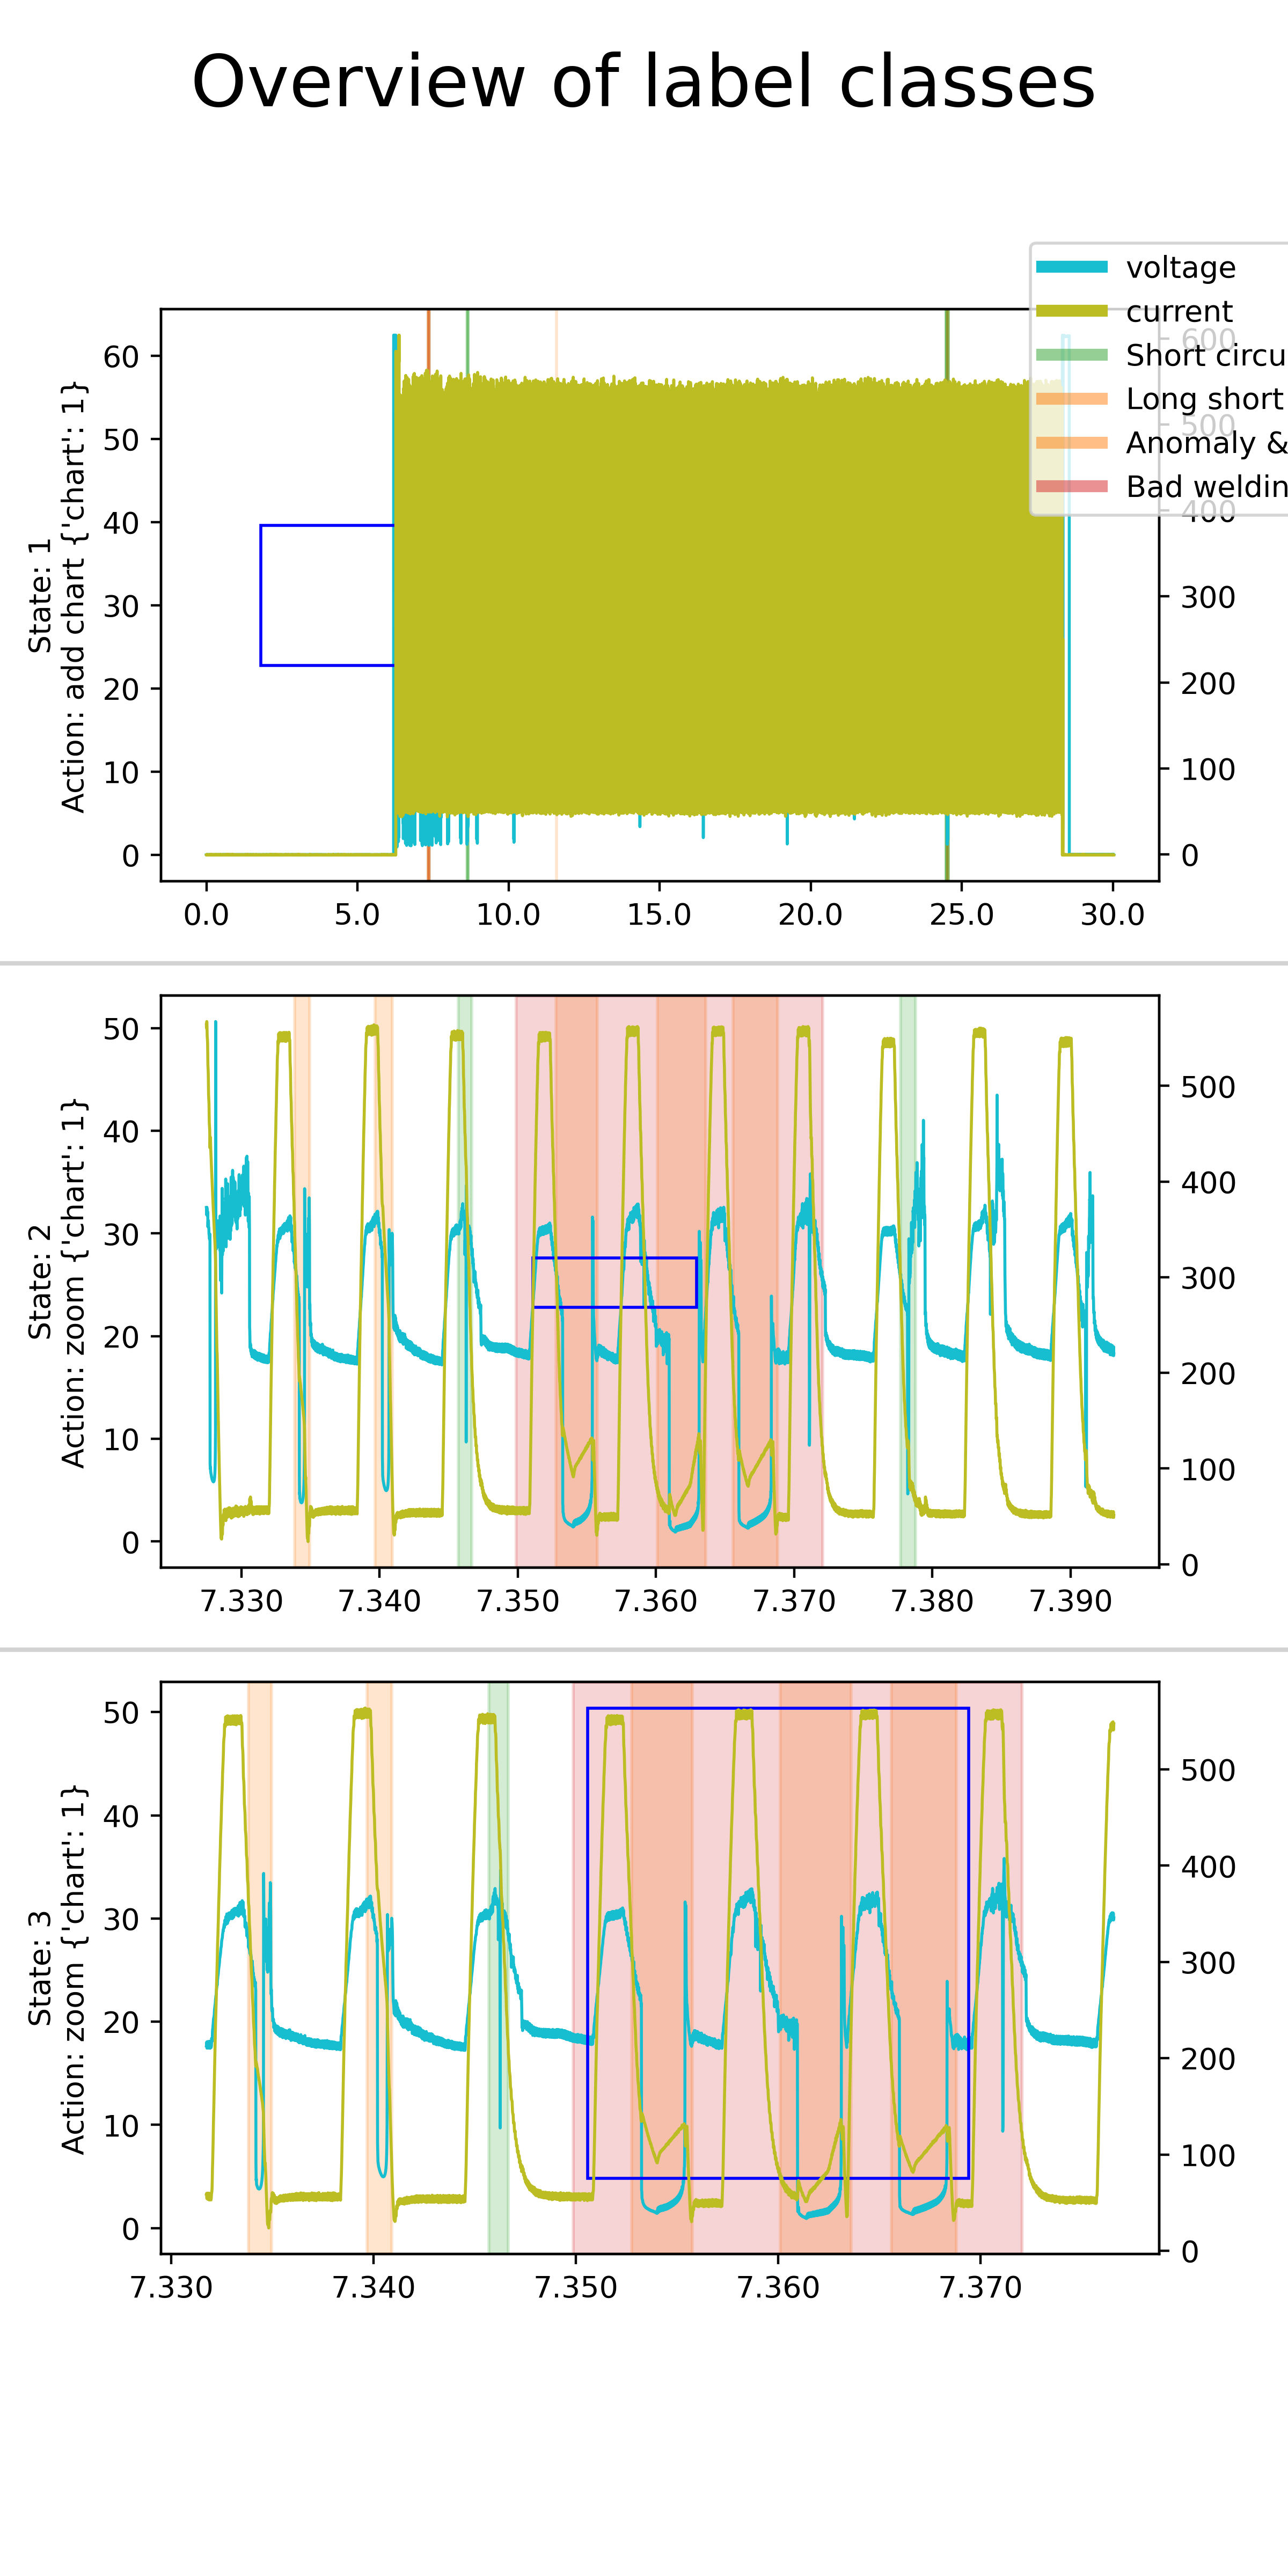 Overview of label classes
voltage
current
Short circu
Long short
Anomaly &
Bad weldin
State: 1
Action: add chart {'chart': 1}
60
50
40
30
20
10
0
600
500
400
300
200
100
0
0.0 5.0 10.0 15.0 20.0 25.0 30.0
State: 2
Action: zoom {'chart': 1}
50
40
30
20
10
0
500
400
300
200
100
0
7.330 7.340 7.350 7.360 7.370 7.380 7.390
State: 3
Action: zoom {'chart': 1}
50
40
30
20
10
0
500
400
300
200
100
0
7.330 7.340 7.350 7.360 7.370